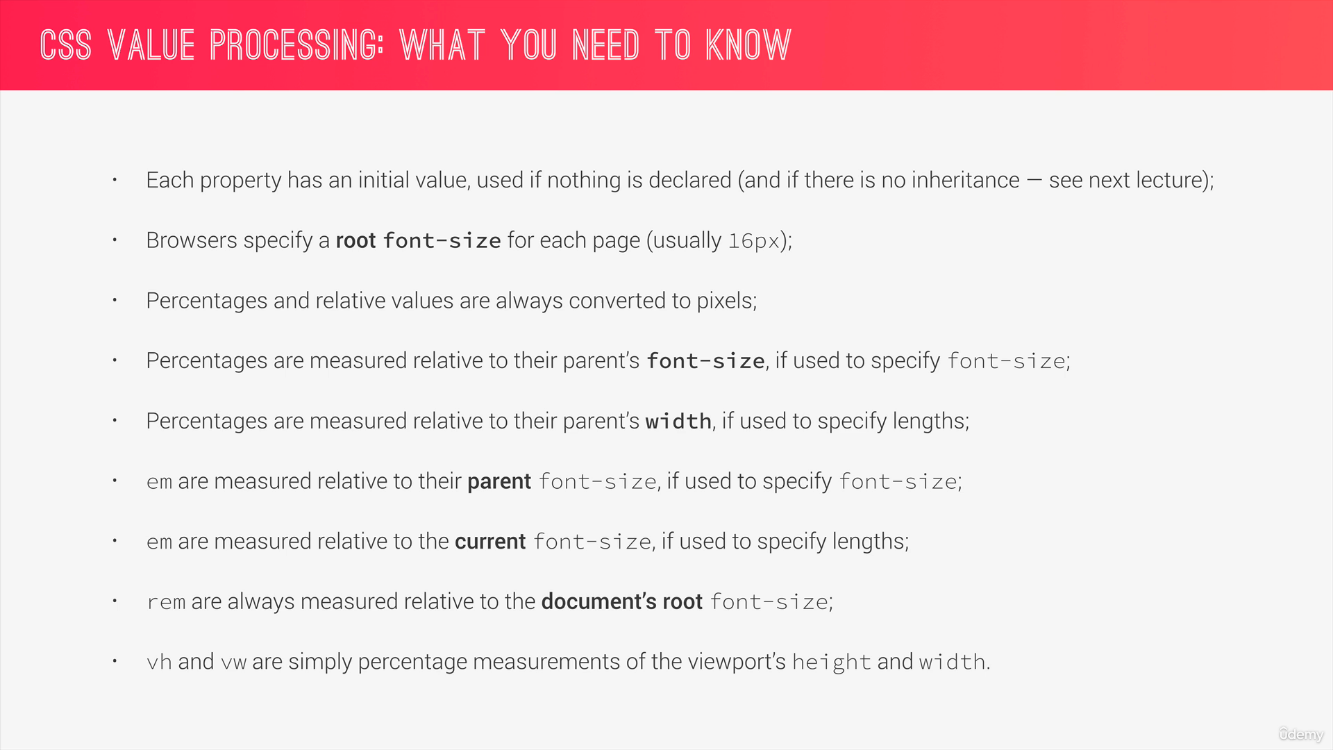 CSS VALUE PROCESSING: WHAT YOU NEED TO KNOW
• Each property has an initial value, used if nothing is declared (and if there is no inheritance — see next lecture);
• Browsers specify a root font-size for each page (usually 16px);
• Percentages and relative values are always converted to pixels;
• Percentages are measured relative to their parent’s font-size, if used to specify font-size;
• Percentages are measured relative to their parent’s width, if used to specify lengths;
• em are measured relative to their parent font-size, if used to specify font-size;
• em are measured relative to the current font-size, if used to specify lengths;
• rem are always measured relative to the document’s root font-size;
• vh and vw are simply percentage measurements of the viewport’s height and width.
ûdemy